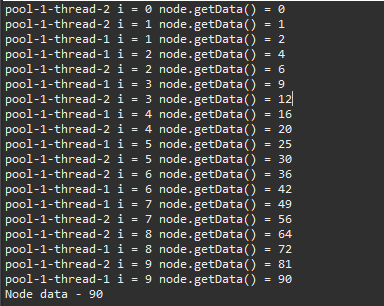 pool-1-thread-2 i = 0 node.getData() = 0
pool-1-thread-2 i = 1 node.getData() = 1
pool-1-thread-1 i = 1 node.getData() = 2
pool-1-thread-1 i = 2 node.getData() = 4
pool-1-thread-2 i = 2 node.getData() = 6
pool-1-thread-1 i = 3 node.getData() = 9
pool-1-thread-2 i = 3 node.getData() = 12
pool-1-thread-1 i = 4 node.getData() = 16
pool-1-thread-2 i = 4 node.getData() = 20
pool-1-thread-1 i = 5 node.getData() = 25
pool-1-thread-2 i = 5 node.getData() = 30
pool-1-thread-2 i = 6 node.getData() = 36
pool-1-thread-1 i = 6 node.getData() = 42
pool-1-thread-1 i = 7 node.getData() = 49
pool-1-thread-2 i = 7 node.getData() = 56
pool-1-thread-2 i = 8 node.getData() = 64
pool-1-thread-1 i = 8 node.getData() = 72
pool-1-thread-2 i = 9 node.getData() = 81
pool-1-thread-1 i = 9 node.getData() = 90
Node data - 90